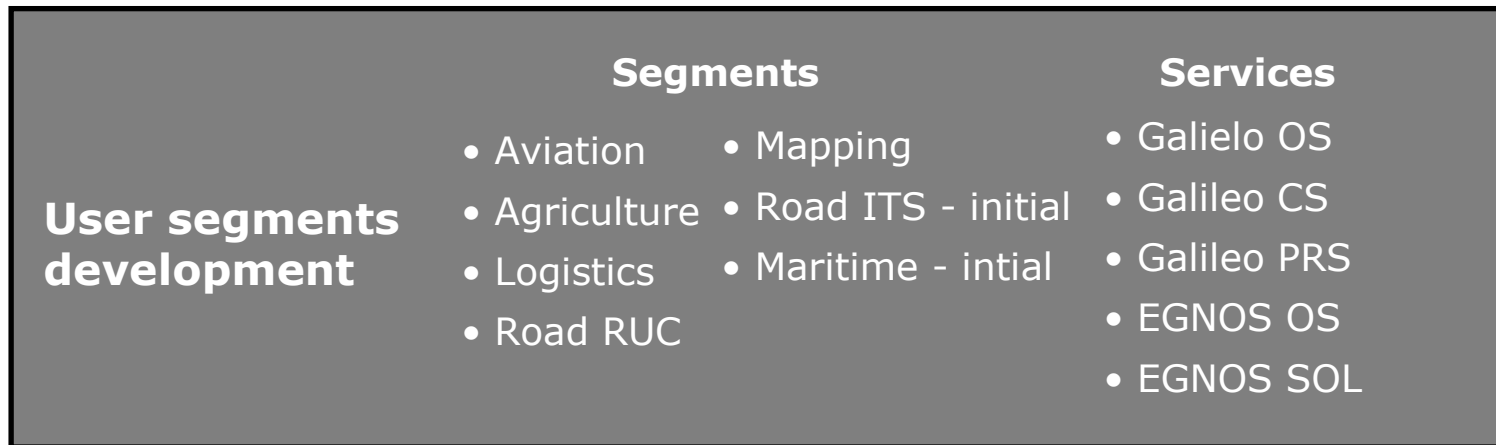 User segments
development
Segments
• Aviation
• Agriculture
• Logistics
• Road RUC
• Mapping
• Road ITS - initial
• Maritime - intial
Services
• Galielo OS
• Galileo CS
• Galileo PRS
• EGNOS OS
• EGNOS SOL